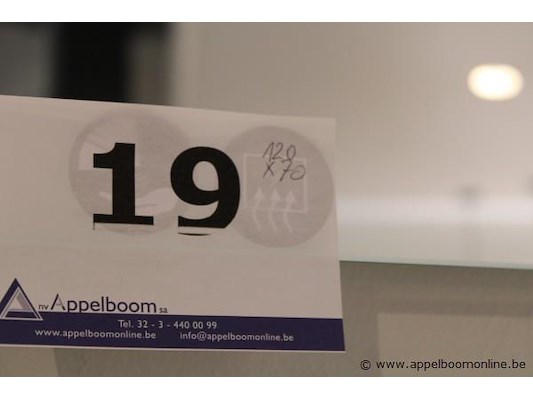 19
120
x 70
nv Appelboom sa
Tel. 32 - 3 - 440 00 99
www.appelboomonline.be info@appelboomonline.be
© www.appelboomonline.be